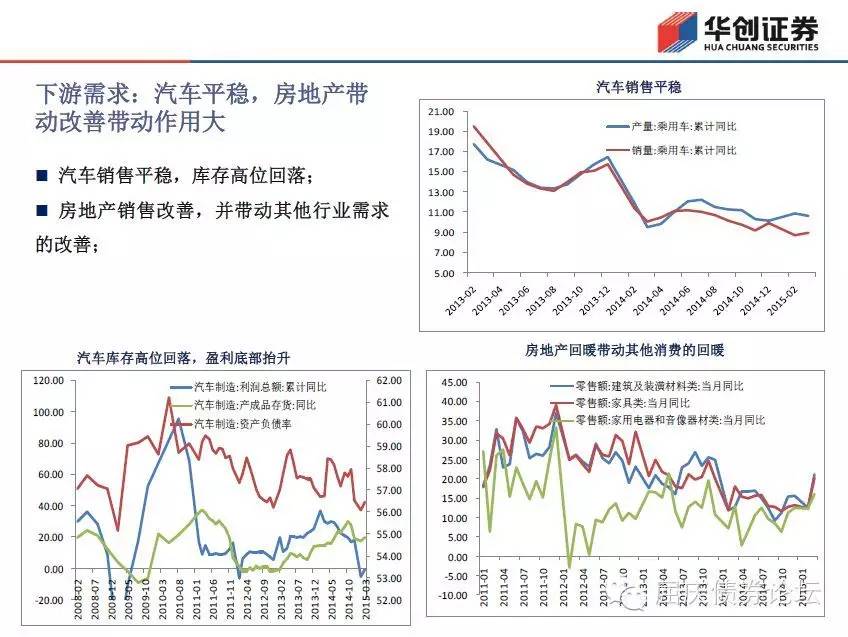 华创证券
HUA CHUANG SECURITIES
下游需求：汽车平稳，房地产带
动改善带动作用大
■ 汽车销售平稳，库存高位回落；
■ 房地产销售改善，并带动其他行业需求
的改善；
汽车销售平稳
21.00
19.00
17.00
15.00
13.00
11.00
9.00
7.00
5.00
产量:乘用车:累计同比
销量:乘用车:累计同比
2013-02 2013-04 2013-06 2013-08 2013-10 2013-12 2014-02 2014-04 2014-06 2014-08 2014-10 2014-12 2015-02
汽车库存高位回落，盈利底部抬升
120.00
100.00
80.00
60.00
40.00
20.00
0.00
-20.00
汽车制造:利润总额:累计同比
汽车制造:产成品存货:同比
汽车制造:资产负债率
62.00
61.00
60.00
59.00
58.00
57.00
56.00
55.00
54.00
53.00
52.00
2008-02 2008-07 2008-12 2009-05 2009-10 2010-03 2010-08 2011-01 2011-06 2011-11 2012-04 2012-09 2013-02 2013-07 2013-12 2014-05 2014-10 2015-03
房地产回暖带动其他消费的回暖
45.00
40.00
35.00
30.00
25.00
20.00
15.00
10.00
5.00
0.00
-5.00
-10.00
零售额:建筑及装潢材料类:当月同比
零售额:家具类:当月同比
零售额:家用电器和音像器材类:当月同比
2011-01 2011-04 2011-07 2011-10 2012-01 2012-04 2012-07 2012-10 2013-01 2013-04 2013-07 2013-10 2014-01 2014-04 2014-07 2014-10 2015-01
债券论坛